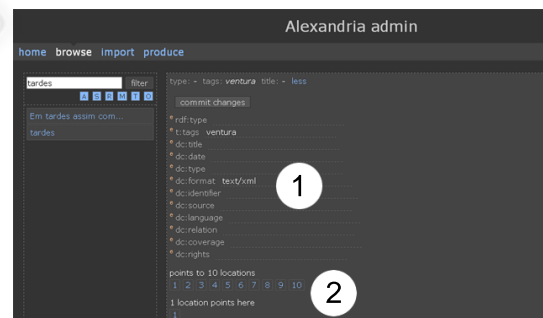 Alexandria admin
home browse import produce
tardes filter
A S R M T O
Em tardes assim com...
tardes
type: - tags: ventura title: - less
commit changes
rdf:type
t:tags ventura
dc:title
dc:date
dc:type
dc:format text/xml
dc:identifier
dc:source
dc:language
dc:relation
dc:coverage
dc:rights
1
points to 10 locations
1 2 3 4 5 6 7 8 9 10
2
1 location points here
1